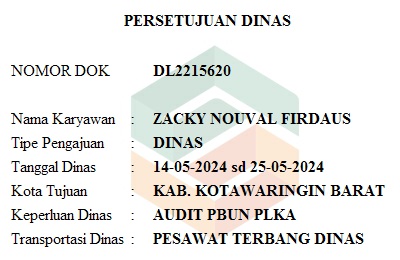 PERSETUJUAN DINAS
NOMOR DOK DL2215620
Nama Karyawan : ZACKY NOUVAL FIRDAUS
Tipe Pengajuan : DINAS
Tanggal Dinas : 14-05-2024 sd 25-05-2024
Kota Tujuan : KAB. KOTAWARINGIN BARAT
Keperluan Dinas : AUDIT PBUN PLKA
Transportasi Dinas : PESAWAT TERBANG DINAS